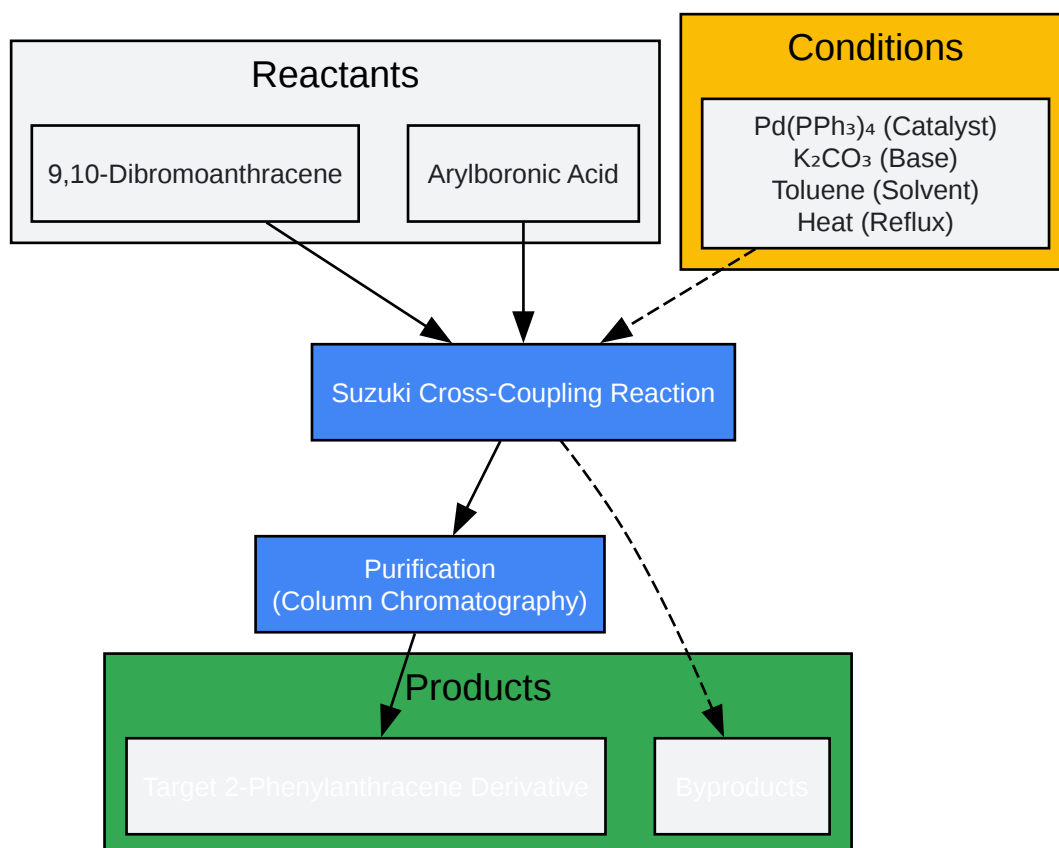 Reactants
9,10-Dibromoanthracene
Arylboronic Acid
Conditions
Pd(PPh₃)₄ (Catalyst)
K₂CO₃ (Base)
Toluene (Solvent)
Heat (Reflux)
Suzuki Cross-Coupling Reaction
Purification
(Column Chromatography)
Products
Target 2-Phenylanthracene Derivative
Byproducts